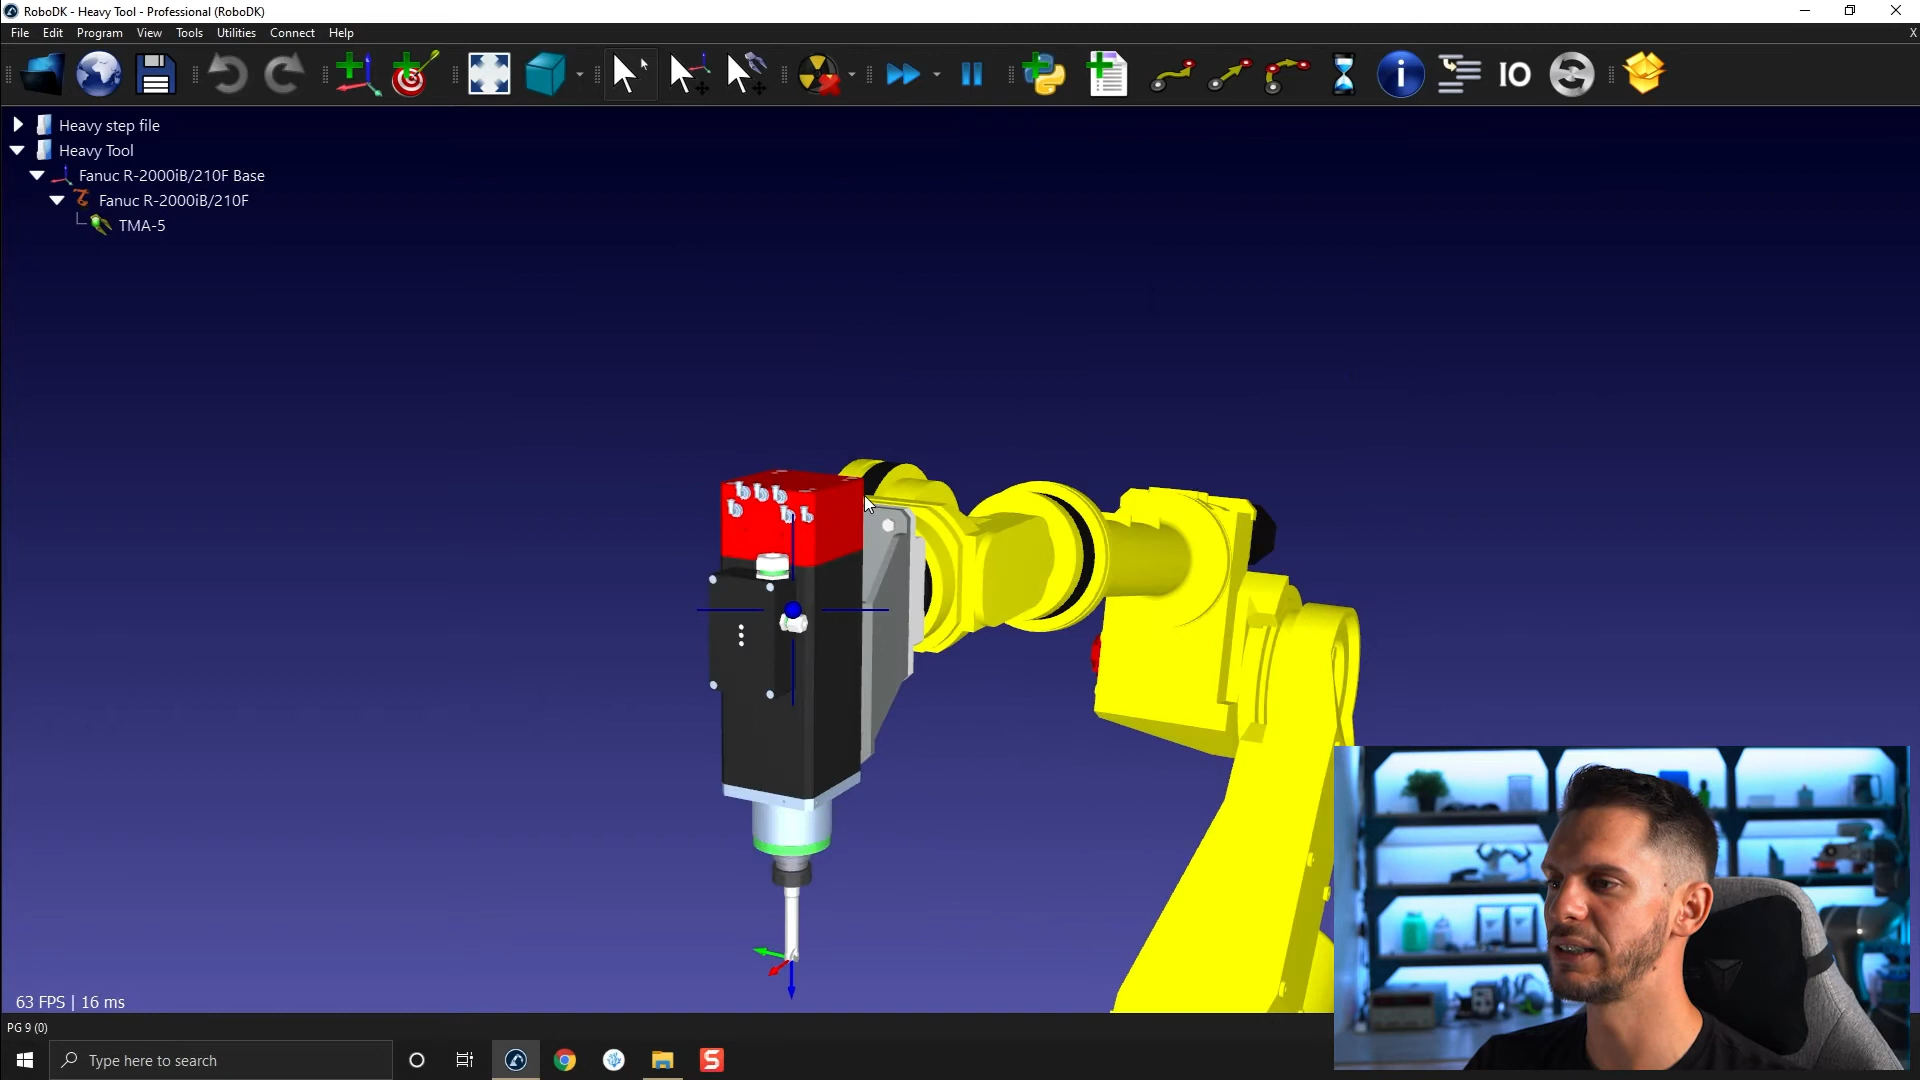 RoboDK - Heavy Tool - Professional (RoboDK)
File Edit Program View Tools Utilities Connect Help X
IO
Heavy step file
Heavy Tool
Fanuc R-2000iB/210F Base
Fanuc R-2000iB/210F
TMA-5
63 FPS | 16 ms
PG 9 (0)
Type here to search